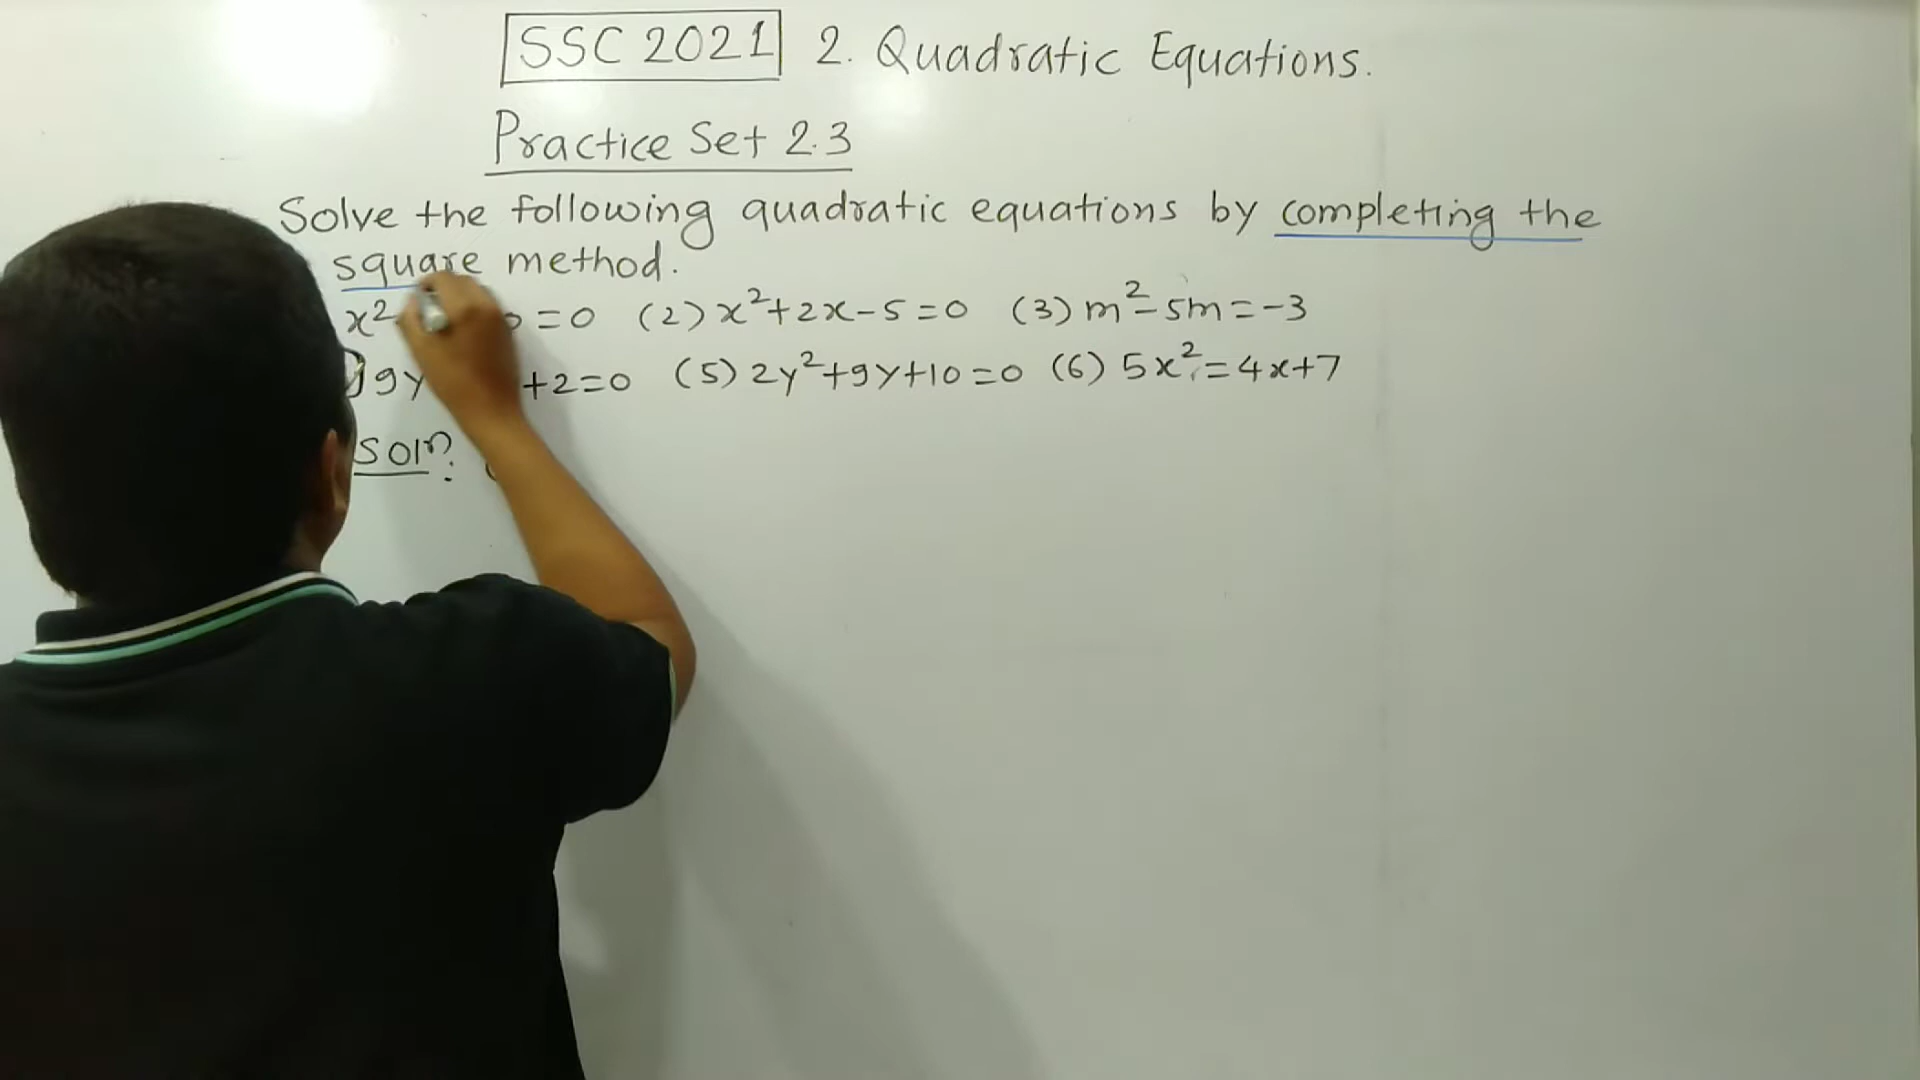 SSC 2021 2. Quadratic Equations.
Practice Set 2.3
Solve the following quadratic equations by completing the
square method.
x² =0 (2) x²+2x-5=0 (3) m²-5m=-3
)9y +2=0 (5) 2y²+9y+10=0 (6) 5x²=4x+7
Solⁿ: